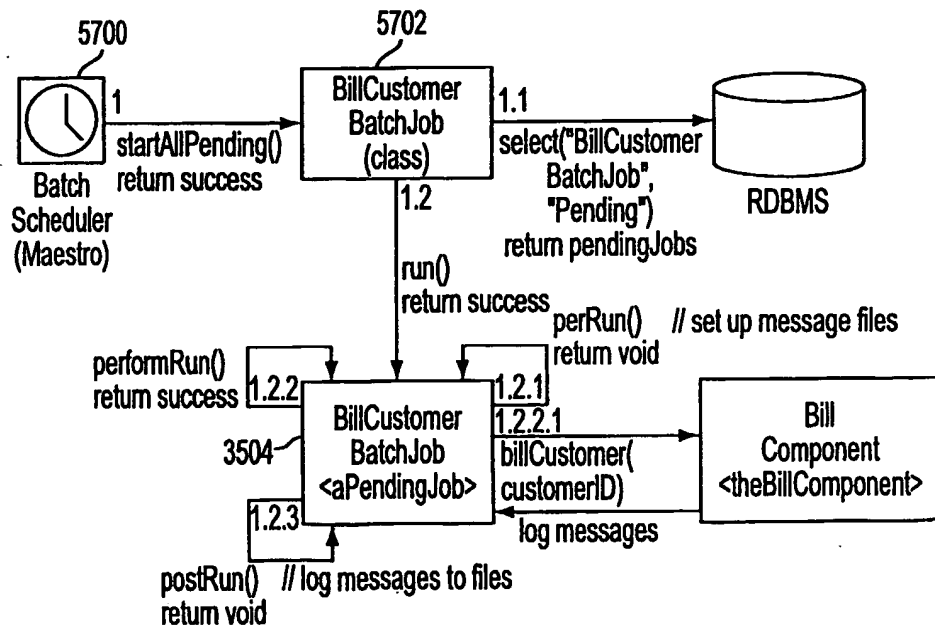 5700
5702
1
startAllPending()
return success
Batch
Scheduler
(Maestro)
BillCustomer
BatchJob
(class)
1.1
select("BillCustomer
BatchJob",
"Pending")
return pendingJobs
RDBMS
1.2
run()
return success
perRun() // set up message files
return void
performRun()
return success
1.2.2
1.2.1
3504
BillCustomer
BatchJob
<aPendingJob>
1.2.2.1
billCustomer(
customerID)
log messages
Bill
Component
<theBillComponent>
1.2.3
postRun() // log messages to files
return void